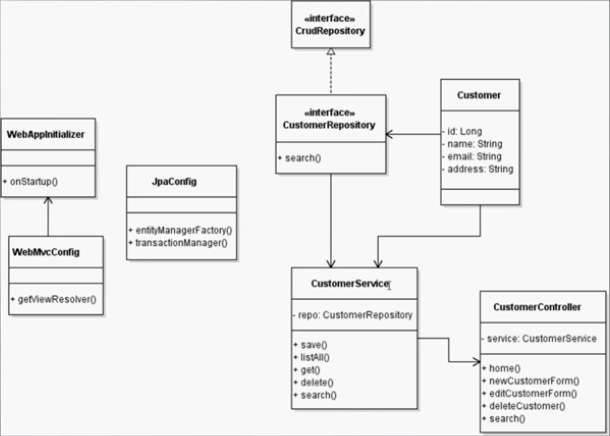 «interface»
CrudRepository
«interface»
CustomerRepository
+ search()
Customer
- id: Long
- name: String
- email: String
- address: String
WebAppInitializer
+ onStartup()
JpaConfig
+ entityManagerFactory()
+ transactionManager()
WebMvcConfig
+ getViewResolver()
CustomerService
- repo: CustomerRepository
+ save()
+ listAll()
+ get()
+ delete()
+ search()
CustomerController
- service: CustomerService
+ home()
+ newCustomerForm()
+ editCustomerForm()
+ deleteCustomer()
+ search()